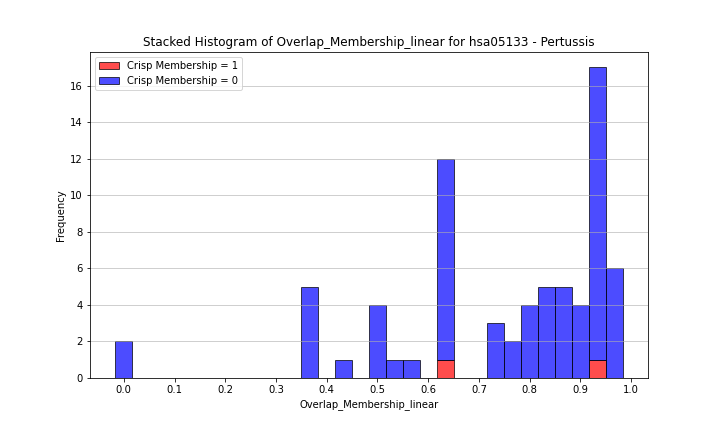 Stacked Histogram of Overlap_Membership_linear for hsa05133 - Pertussis
Crisp Membership = 1
Crisp Membership = 0
Frequency
16
14
12
10
8
6
4
2
0
0.0 0.1 0.2 0.3 0.4 0.5 0.6 0.7 0.8 0.9 1.0
Overlap_Membership_linear